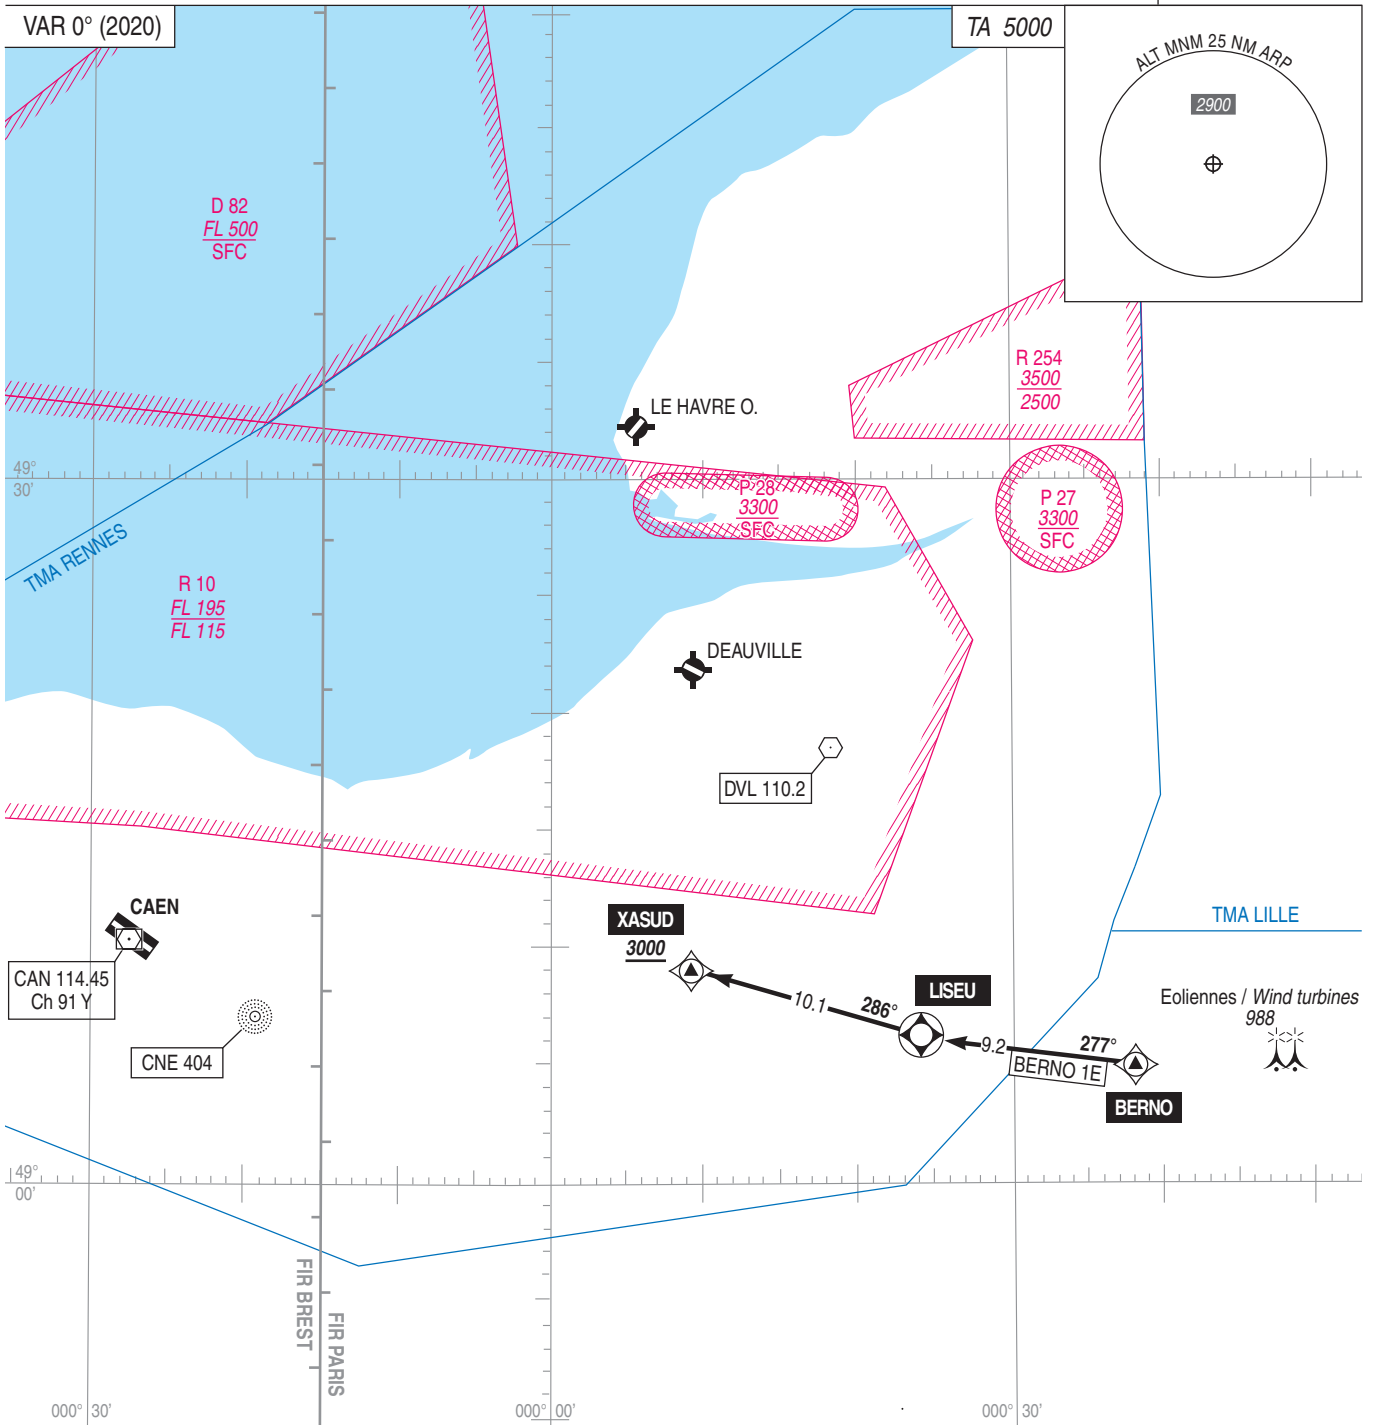 VAR 0° (2020)
TA 5000
ALT MNM 25 NM ARP
2900
D 82
FL 500
SFC
R 254
3500
2500
LE HAVRE O.
49°
30'
P 28
3300
SFC
P 27
3300
SFC
TMA RENNES
R 10
FL 195
FL 115
DEAUVILLE
DVL 110.2
CAEN
XASUD
3000
TMA LILLE
CAN 114.45
Ch 91 Y
LISEU
10.1
286°
Eoliennes / Wind turbines
988
CNE 404
9.2
277°
BERNO 1E
BERNO
49°
00'
FIR BREST
FIR PARIS
000° 30'
000° 00'
000° 30'